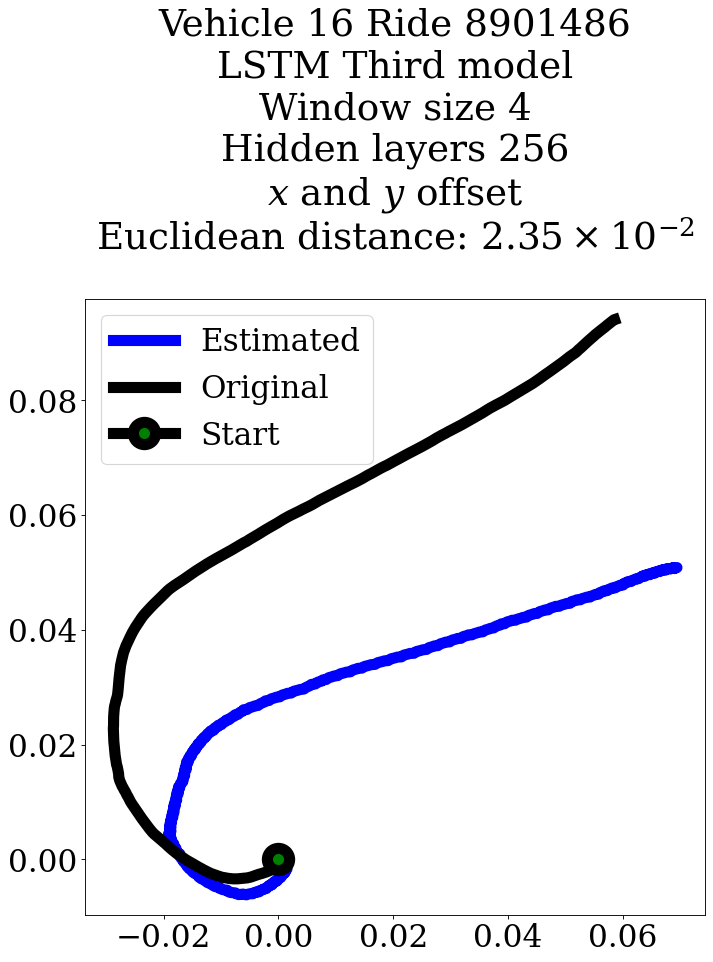 Vehicle 16 Ride 8901486
LSTM Third model
Window size 4
Hidden layers 256
x and y offset
Euclidean distance: 2.35 × 10⁻²
Estimated
Original
Start
0.08
0.06
0.04
0.02
0.00
−0.02 0.00 0.02 0.04 0.06